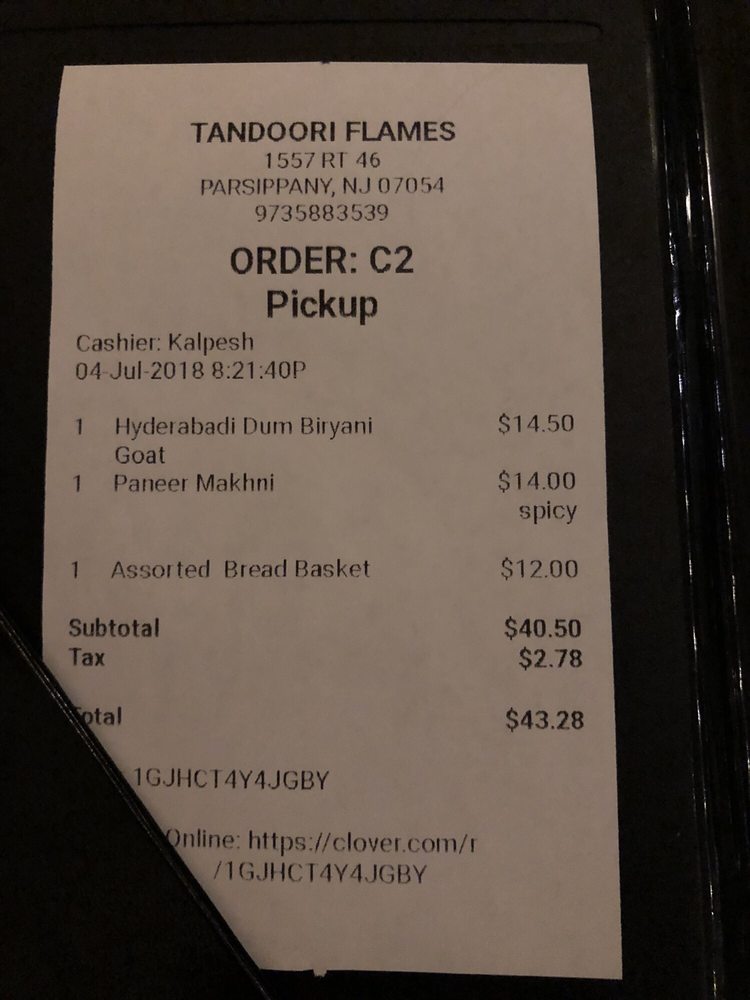 TANDOORI FLAMES
1557 RT 46
PARSIPPANY, NJ 07054
9735883539
ORDER: C2
Pickup
Cashier: Kalpesh
04-Jul-2018 8:21:40P
1 Hyderabadi Dum Biryani $14.50
Goat
1 Paneer Makhni $14.00
spicy
1 Assorted Bread Basket $12.00
Subtotal $40.50
Tax $2.78
Total $43.28
1GJHCT4Y4JGBY
Online: https://clover.com/r
/1GJHCT4Y4JGBY